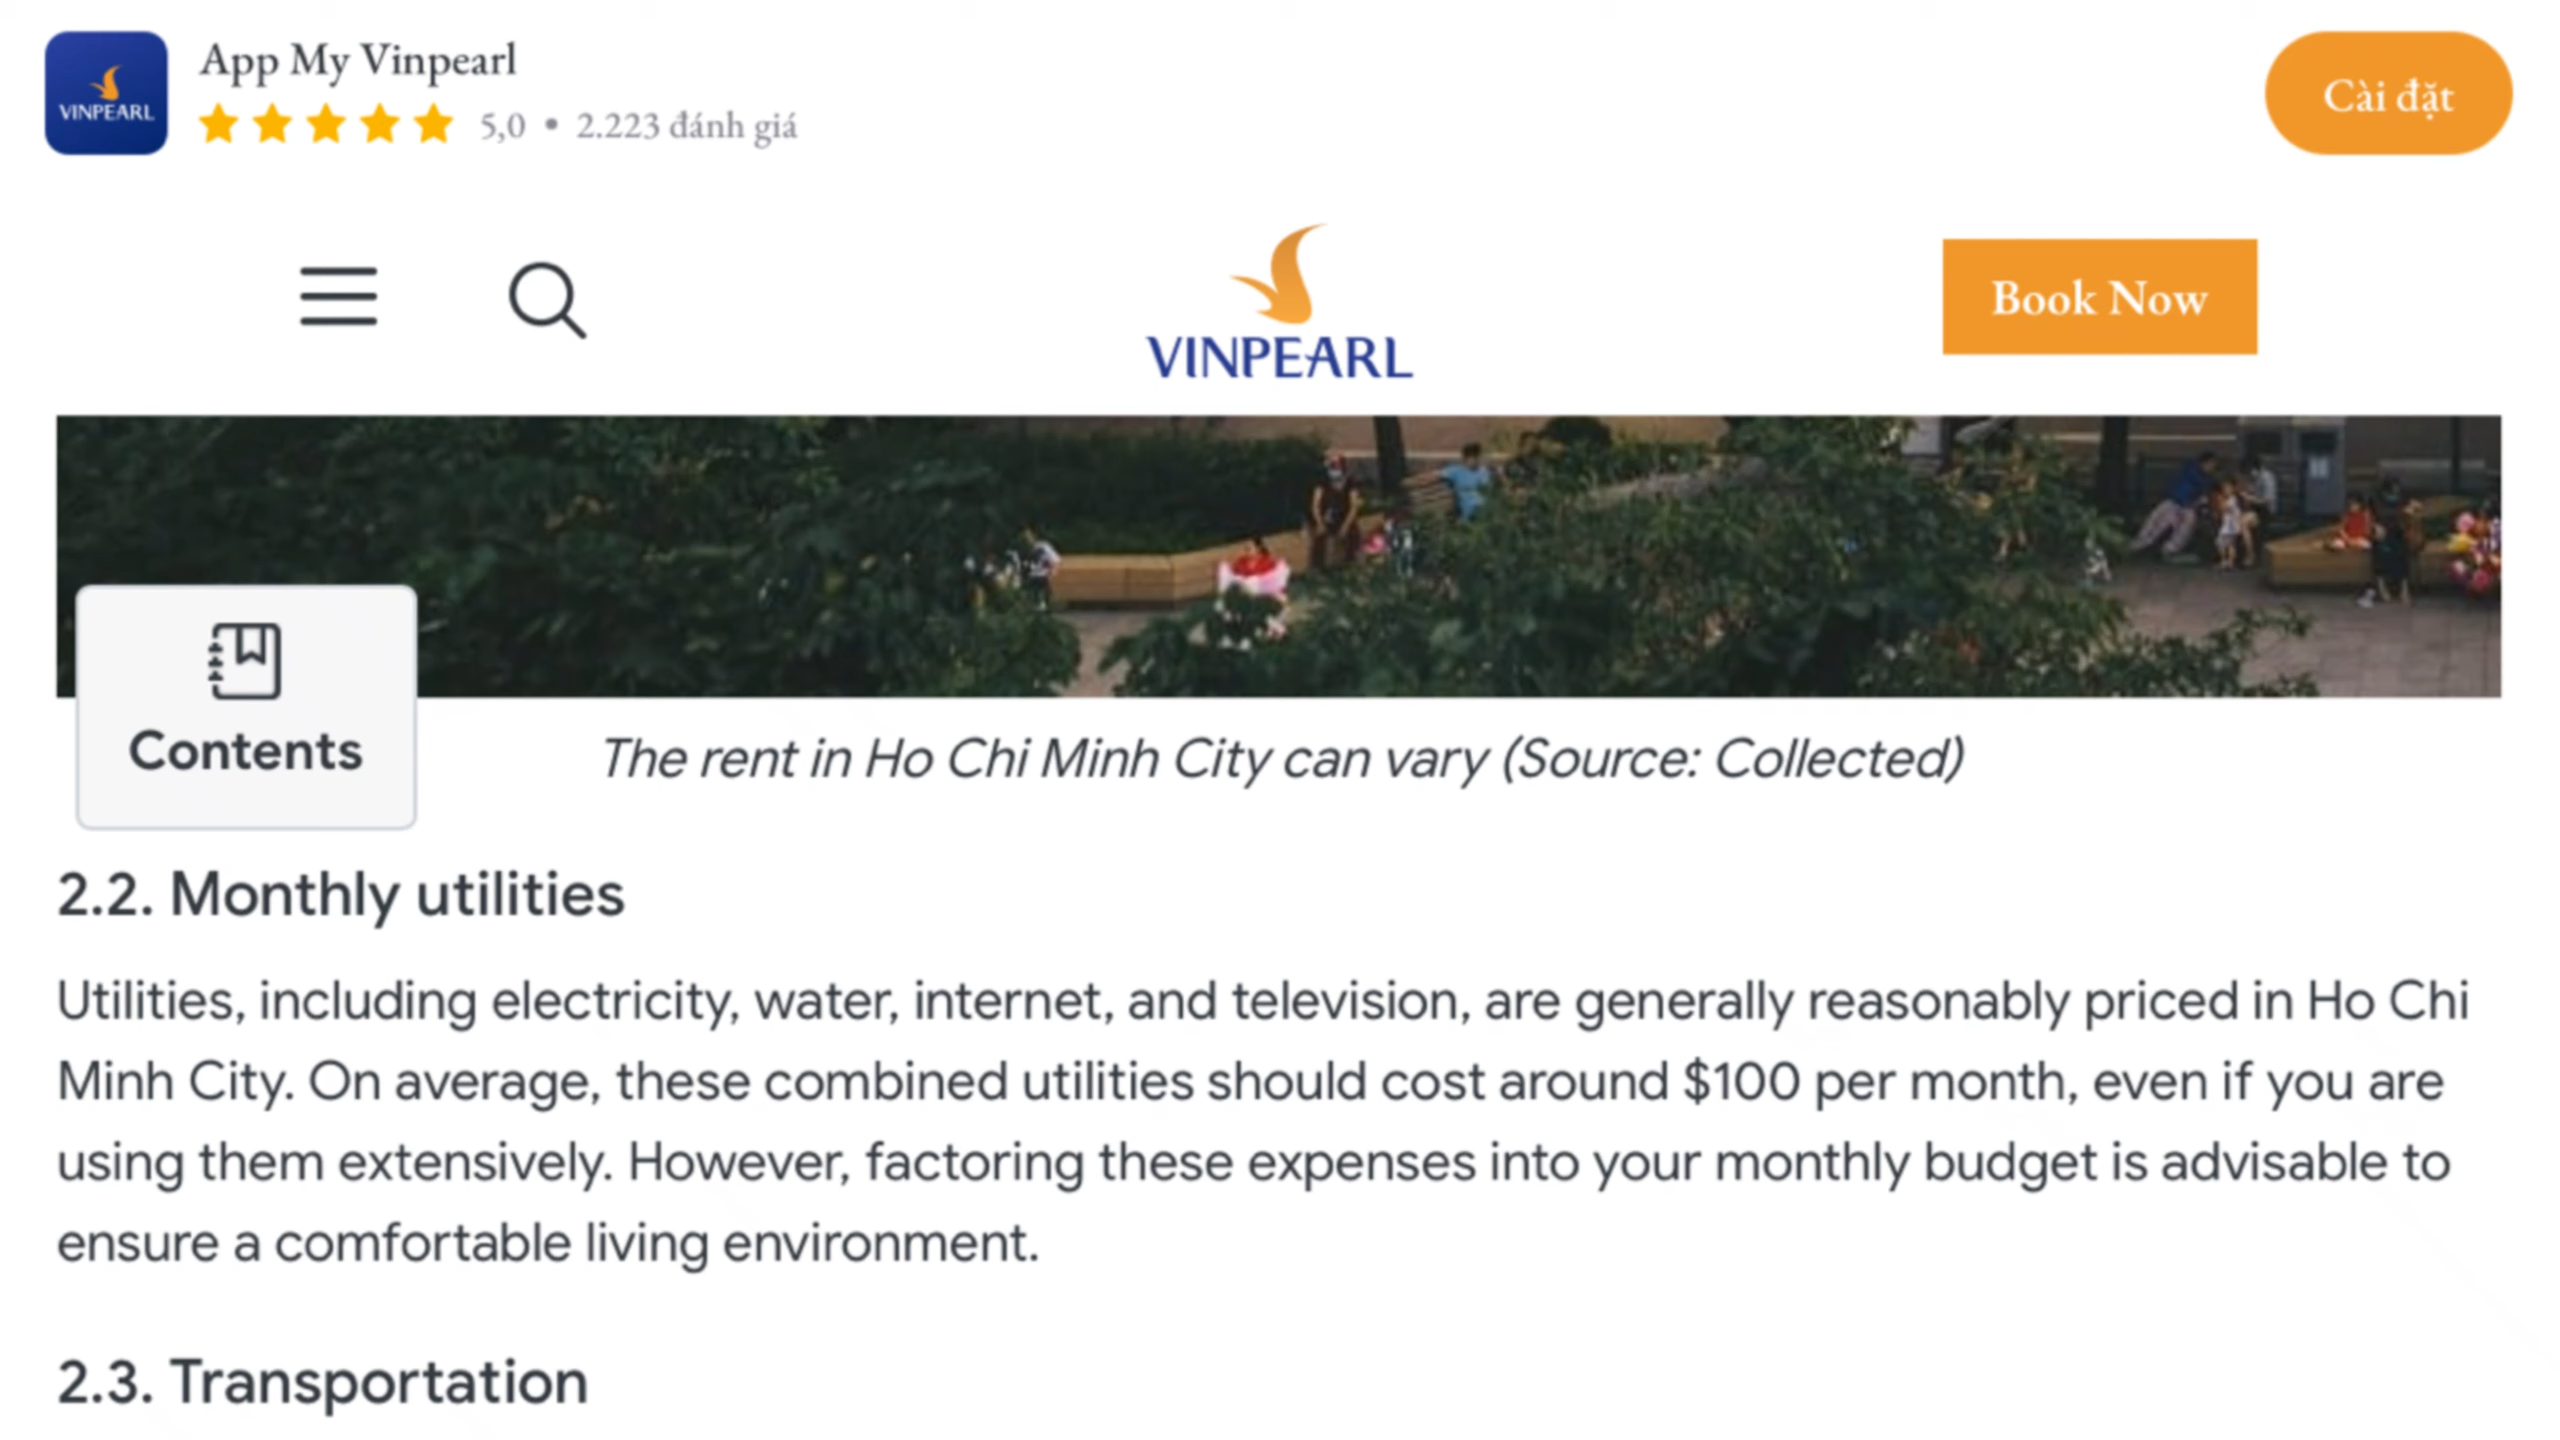 App My Vinpearl
VINPEARL
5,0 • 2.223 đánh giá
Cài đặt
VINPEARL
Book Now
Contents
The rent in Ho Chi Minh City can vary (Source: Collected)
2.2. Monthly utilities
Utilities, including electricity, water, internet, and television, are generally reasonably priced in Ho Chi
Minh City. On average, these combined utilities should cost around $100 per month, even if you are
using them extensively. However, factoring these expenses into your monthly budget is advisable to
ensure a comfortable living environment.
2.3. Transportation